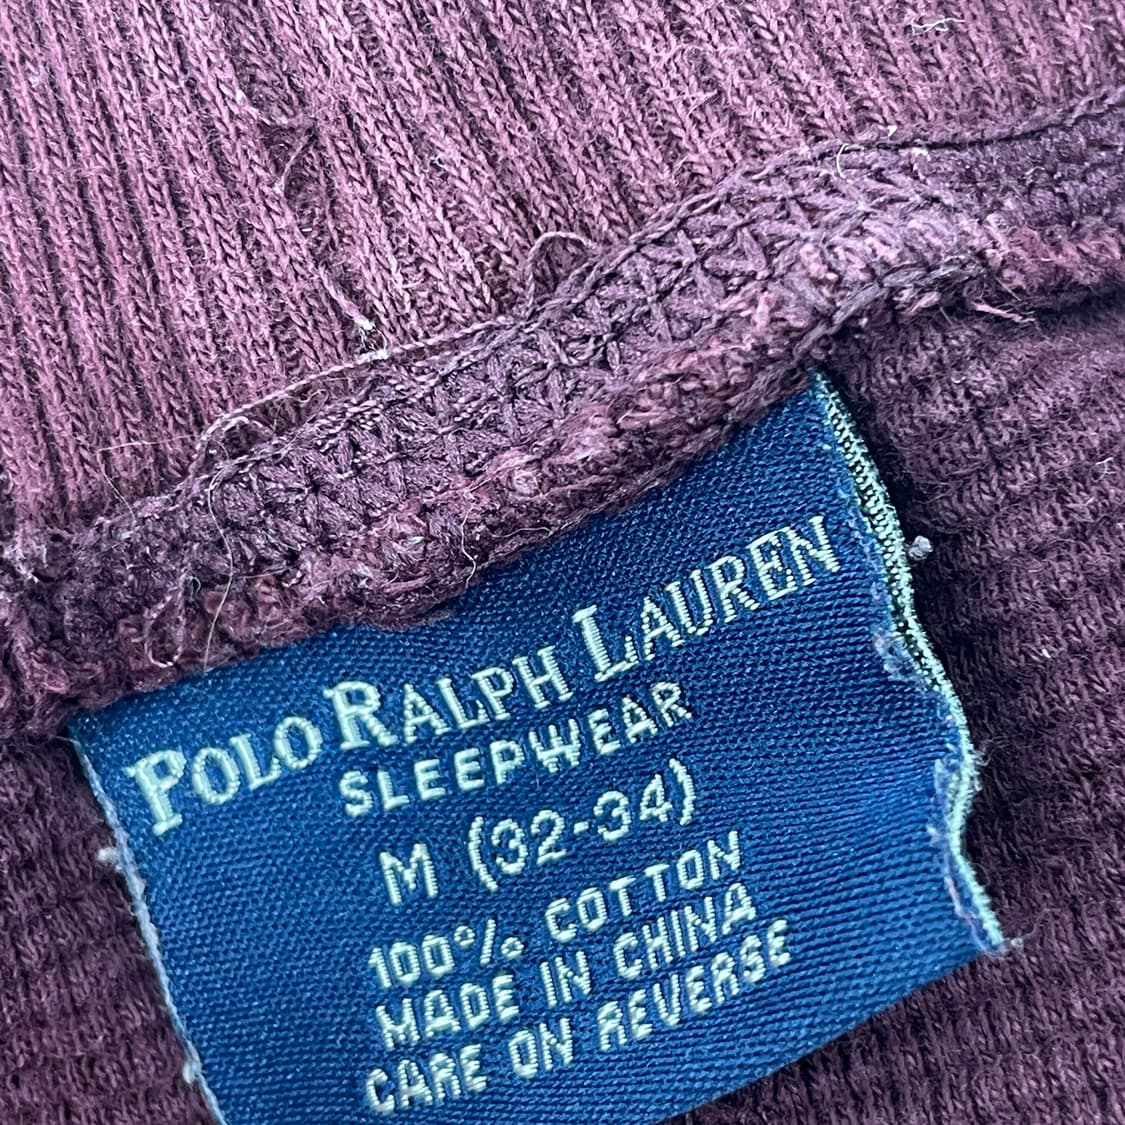 POLO RALPH LAUREN
SLEEPWEAR
M (32-34)
100% COTTON
MADE IN CHINA
CARE ON REVERSE